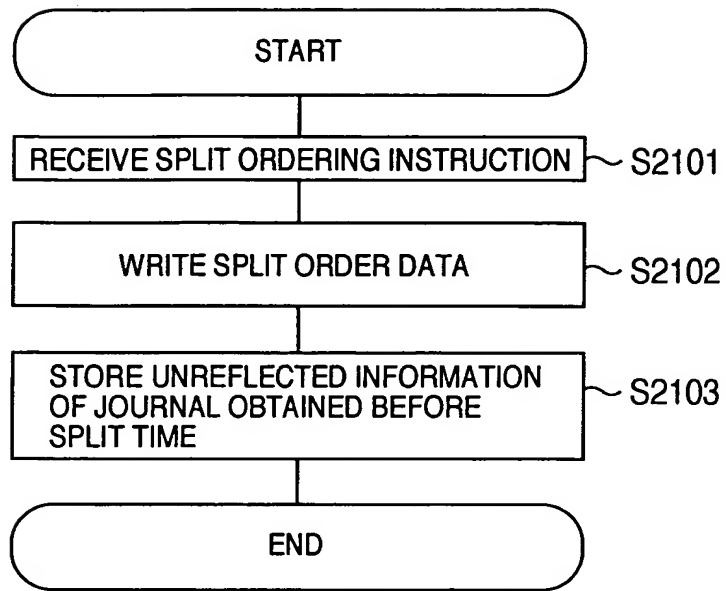 START
RECEIVE SPLIT ORDERING INSTRUCTION
S2101
WRITE SPLIT ORDER DATA
S2102
STORE UNREFLECTED INFORMATION
OF JOURNAL OBTAINED BEFORE
SPLIT TIME
S2103
END